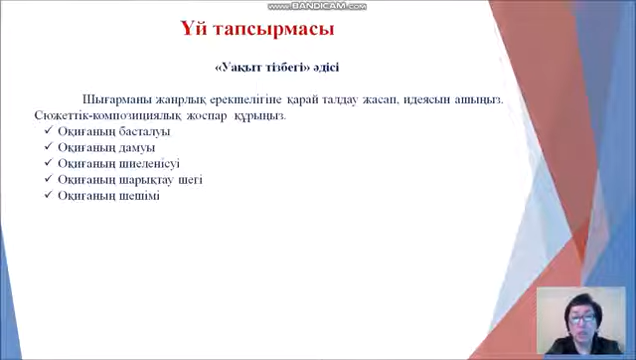 www.BANDICAM.com
Үй тапсырмасы
«Уақыт тізбегі» әдісі
Шығарманы жанрлық ерекшелігіне қарай талдау жасап, идеясын ашыңыз.
Сюжеттік-композициялық жоспар құрыңыз.
✓ Оқиғаның басталуы
✓ Оқиғаның дамуы
✓ Оқиғаның шиеленісуі
✓ Оқиғаның шарықтау шегі
✓ Оқиғаның шешімі